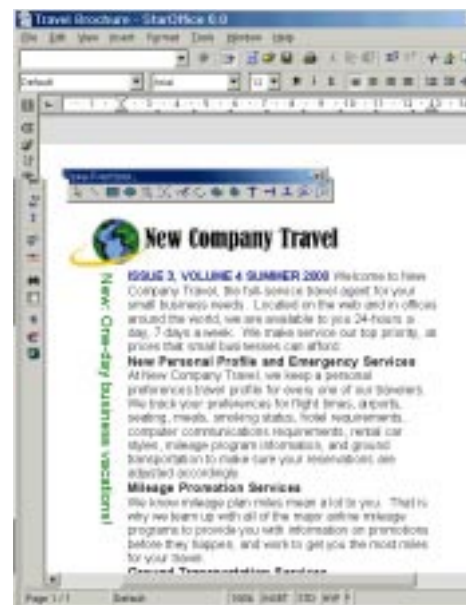 Travel Brochure - StarOffice 6.0
File Edit View Insert Format Tools Window Help
Default Arial 12 B
Draw Functions
New Company Travel
New: One-day business vacations!
ISSUE 3, VOLUME 4 SUMMER 2000 Welcome to New
Company Travel, the full-service travel agent for your
small business needs. Located on the web and in offices
around the world, we are available to you 24-hours a
day, 7 days a week. We make service our top priority, at
prices that small businesses can afford.
New Personal Profile and Emergency Services
At New Company Travel, we keep a personal
preferences travel profile for every one of our travelers.
We track your preferences for flight times, airports,
seating, meals, smoking status, hotel requirements,
computer communications requirements, rental car
styles, mileage program information, and ground
transportation to make sure your reservations are
adjusted accordingly.
Mileage Promotion Services
We know mileage plan miles mean a lot to you. That is
why we team up with all of the major airline mileage
programs to provide you with information on promotions
before they happen, and work to get you the most miles
for your travel.
Ground Transportation Services
Page 1 / 1 Default 100% INSRT STD HYP